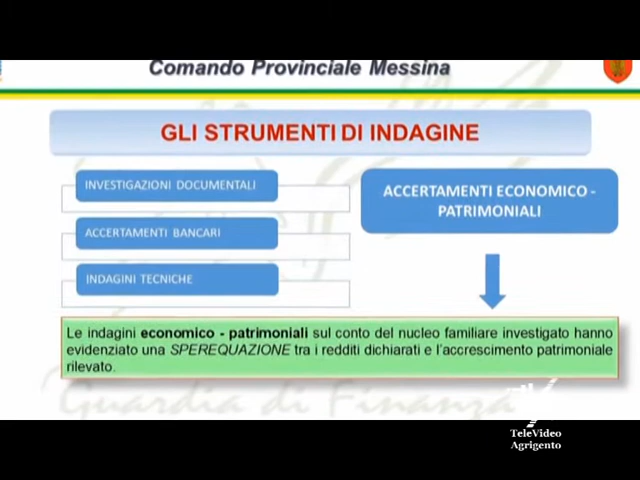 Comando Provinciale Messina
GLI STRUMENTI DI INDAGINE
INVESTIGAZIONI DOCUMENTALI
ACCERTAMENTI BANCARI
INDAGINI TECNICHE
ACCERTAMENTI ECONOMICO -
PATRIMONIALI
Le indagini economico - patrimoniali sul conto del nucleo familiare investigato hanno
evidenziato una SPEREQUAZIONE tra i redditi dichiarati e l'accrescimento patrimoniale
rilevato.
Guardia di Finanza
TeleVideo
Agrigento